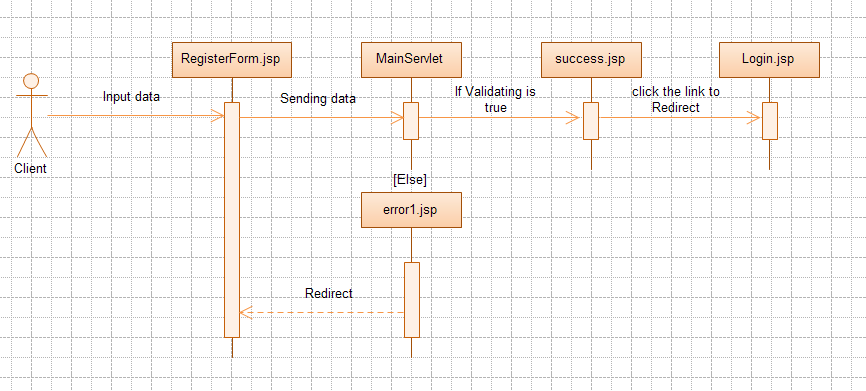 RegisterForm.jsp
MainServlet
success.jsp
Login.jsp
Input data
Sending data
If Validating is
true
click the link to
Redirect
Client
[Else]
error1.jsp
Redirect